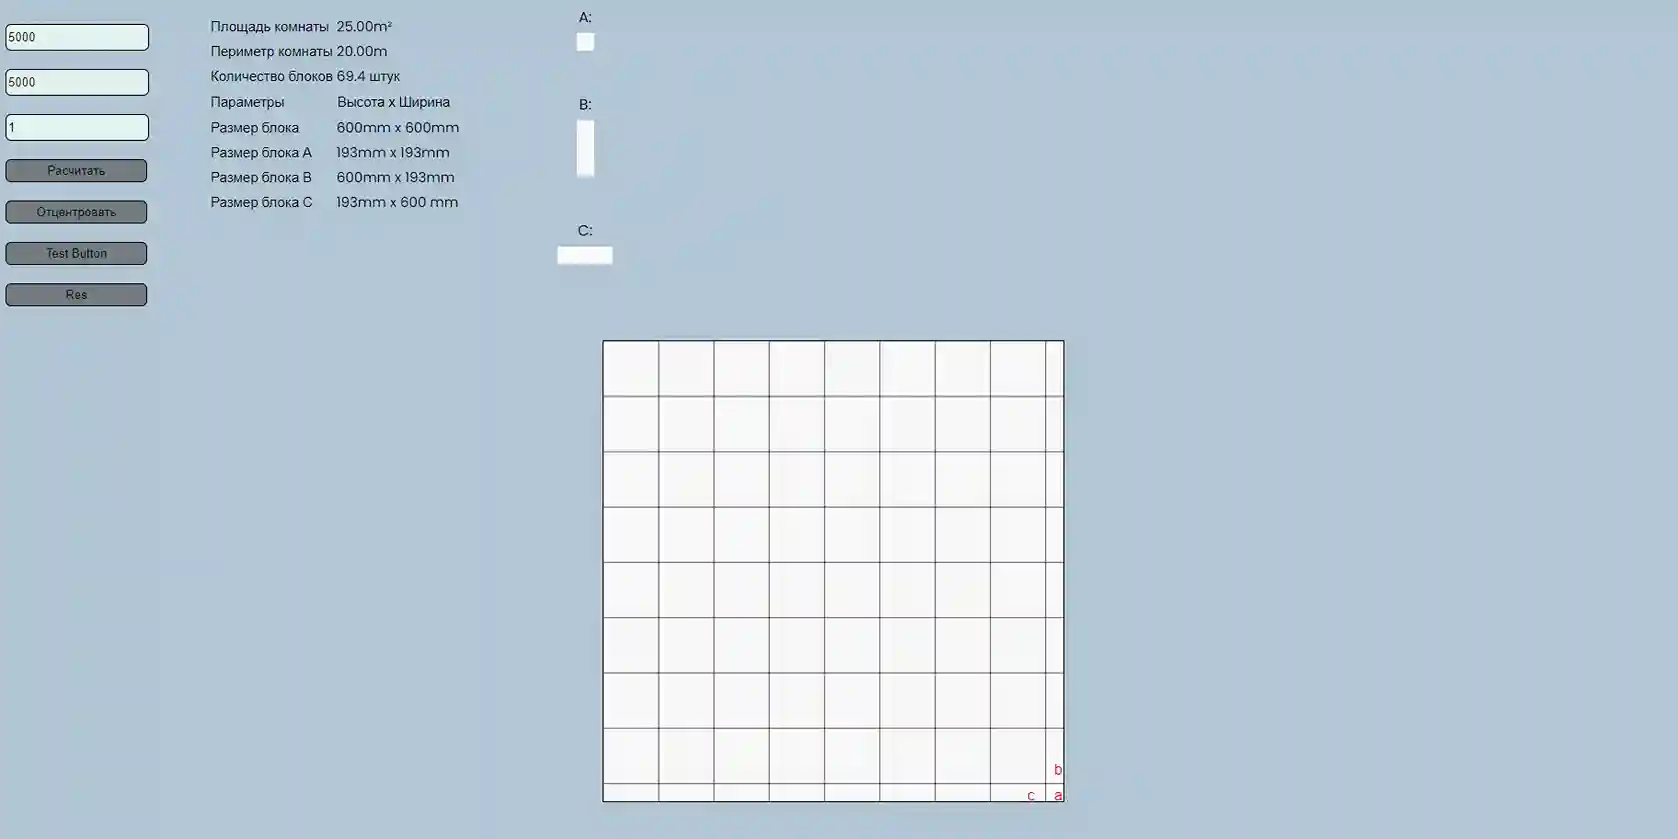 5000
5000
1
Расчитать
Отцентровать
Test Button
Res
Площадь комнаты 25.00m²
Периметр комнаты 20.00m
Количество блоков 69.4 штук
Параметры Высота x Ширина
Размер блока 600mm x 600mm
Размер блока A 193mm x 193mm
Размер блока B 600mm x 193mm
Размер блока C 193mm x 600 mm
A:
B:
C:
b
c a